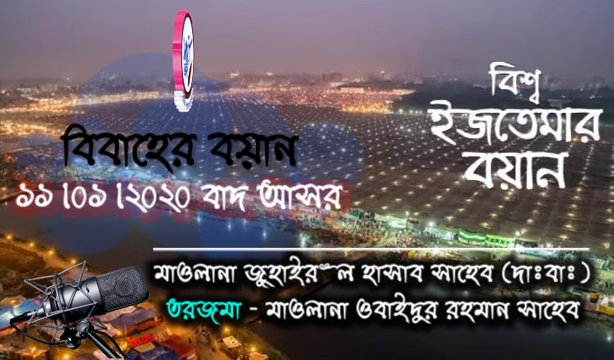 বিশ্ব
ইজতেমার
বয়ান
বিবাহের বয়ান
১১।০১।২০২০ বাদ আসর
মাওলানা জুহাইরুল হাসাব সাহেব (দাঃবাঃ)
তরজমা - মাওলানা ওবাইদুর রহমান সাহেব